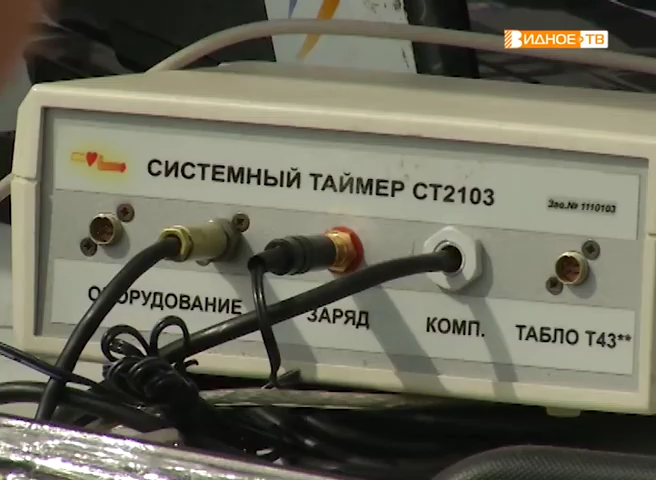 ВИДНОЕ-ТВ
СИСТЕМНЫЙ ТАЙМЕР СТ2103
Зав.№ 1110103
ОБОРУДОВАНИЕ
ЗАРЯД
КОМП.
ТАБЛО Т43**